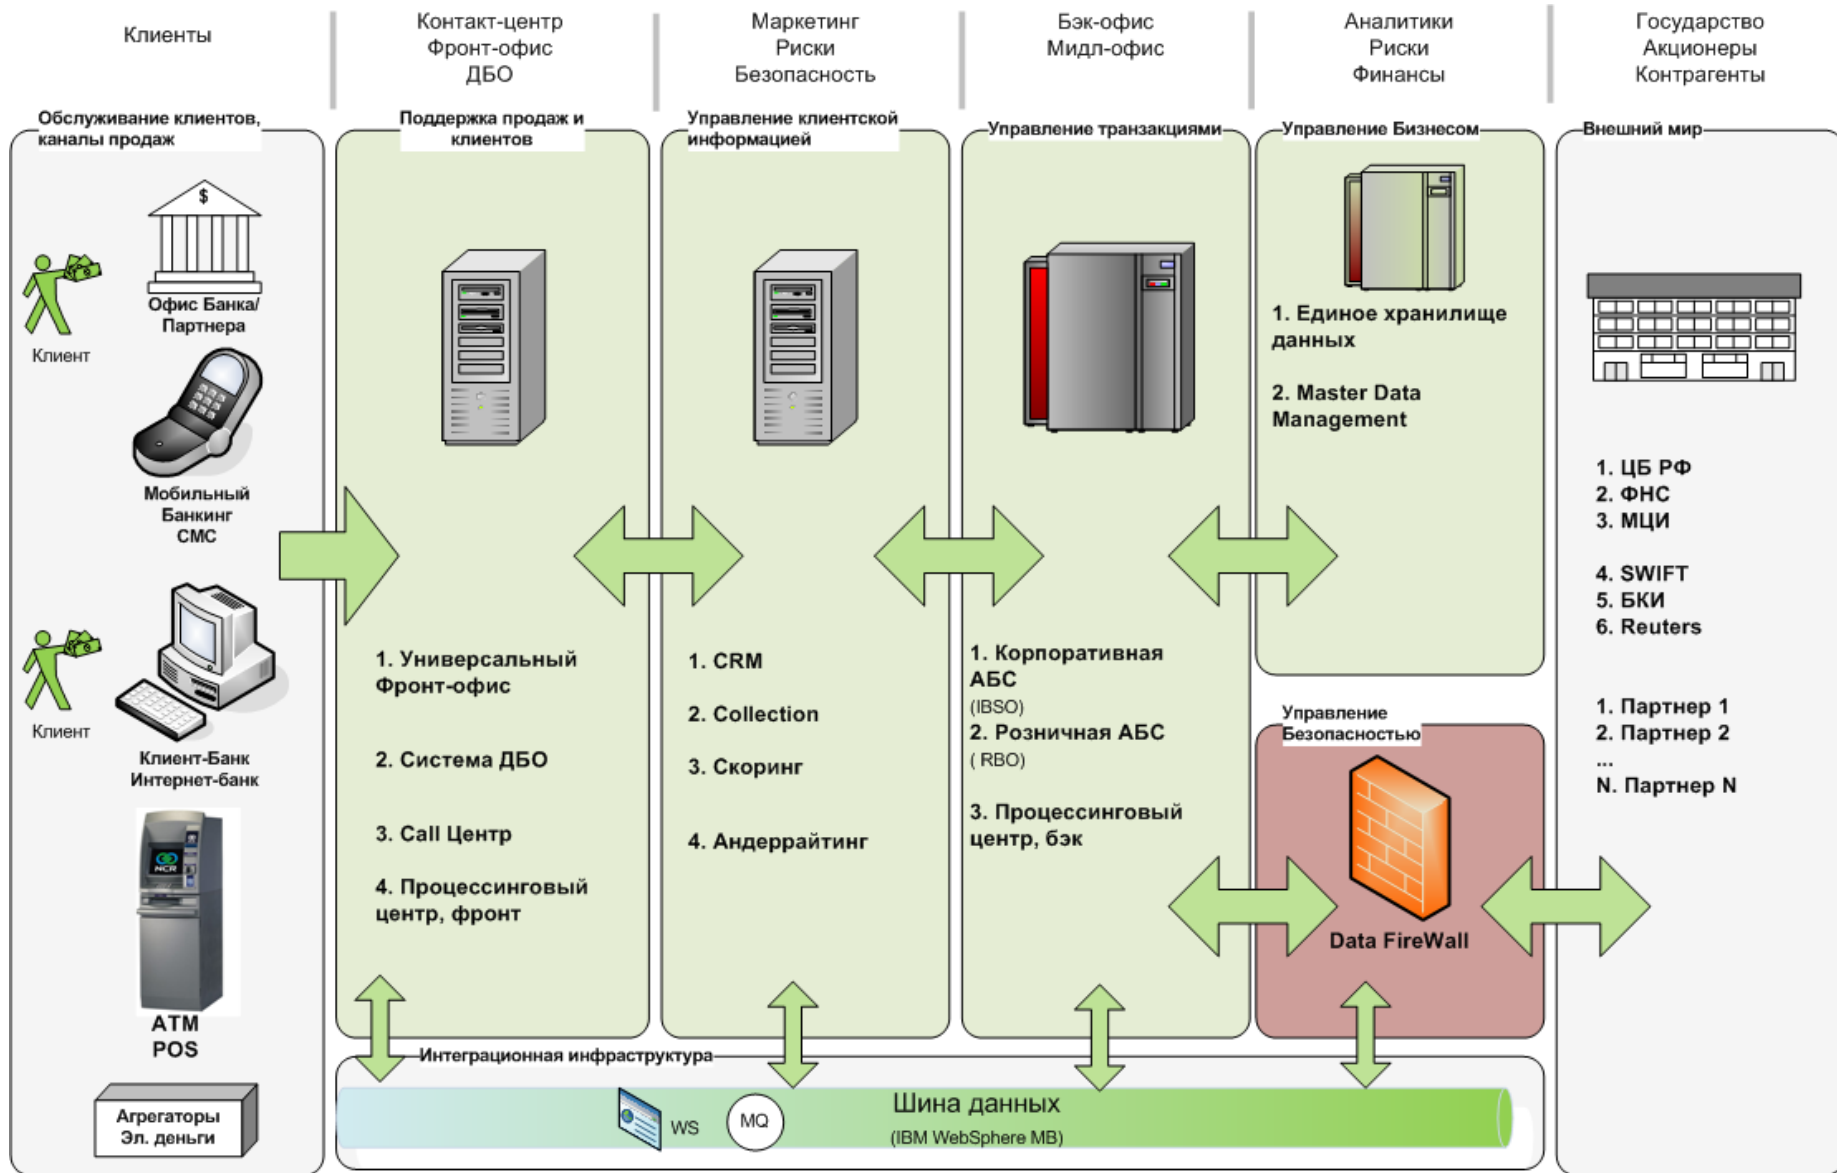 Клиенты
Контакт-центр
Фронт-офис
ДБО
Маркетинг
Риски
Безопасность
Бэк-офис
Мидл-офис
Аналитики
Риски
Финансы
Государство
Акционеры
Контрагенты
Обслуживание клиентов,
каналы продаж
$
Офис Банка/
Партнера
Клиент
Мобильный
Банкинг
СМС
Клиент
Клиент-Банк
Интернет-банк
NCR
ATM
POS
Агрегаторы
Эл. деньги
Поддержка продаж и
клиентов
1. Универсальный
Фронт-офис
2. Система ДБО
3. Call Центр
4. Процессинговый
центр, фронт
Управление клиентской
информацией
1. CRM
2. Collection
3. Скоринг
4. Андеррайтинг
Управление транзакциями
1. Корпоративная
АБС
(IBSO)
2. Розничная АБС
( RBO)
3. Процессинговый
центр, бэк
Управление Бизнесом
1. Единое хранилище
данных
2. Master Data
Management
Управление
Безопасностью
Data FireWall
Внешний мир
1. ЦБ РФ
2. ФНС
3. МЦИ
4. SWIFT
5. БКИ
6. Reuters
1. Партнер 1
2. Партнер 2
...
N. Партнер N
Интеграционная инфраструктура
WS
MQ
Шина данных
(IBM WebSphere MB)